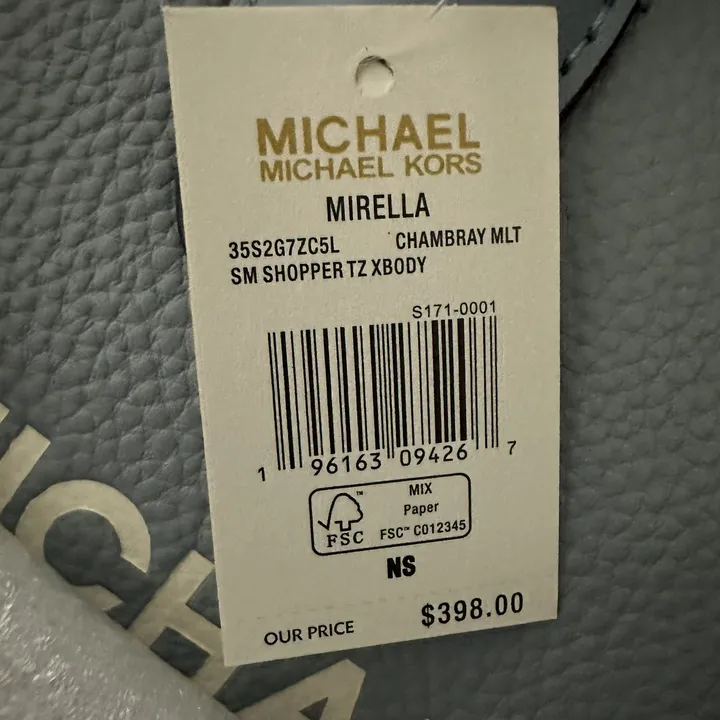 MICHAEL
MICHAEL KORS
MIRELLA
35S2G7ZC5L CHAMBRAY MLT
SM SHOPPER TZ XBODY
S171-0001
1 96163 09426 7
MIX
Paper
FSC™ C012345
FSC
NS
OUR PRICE $398.00
ICHA